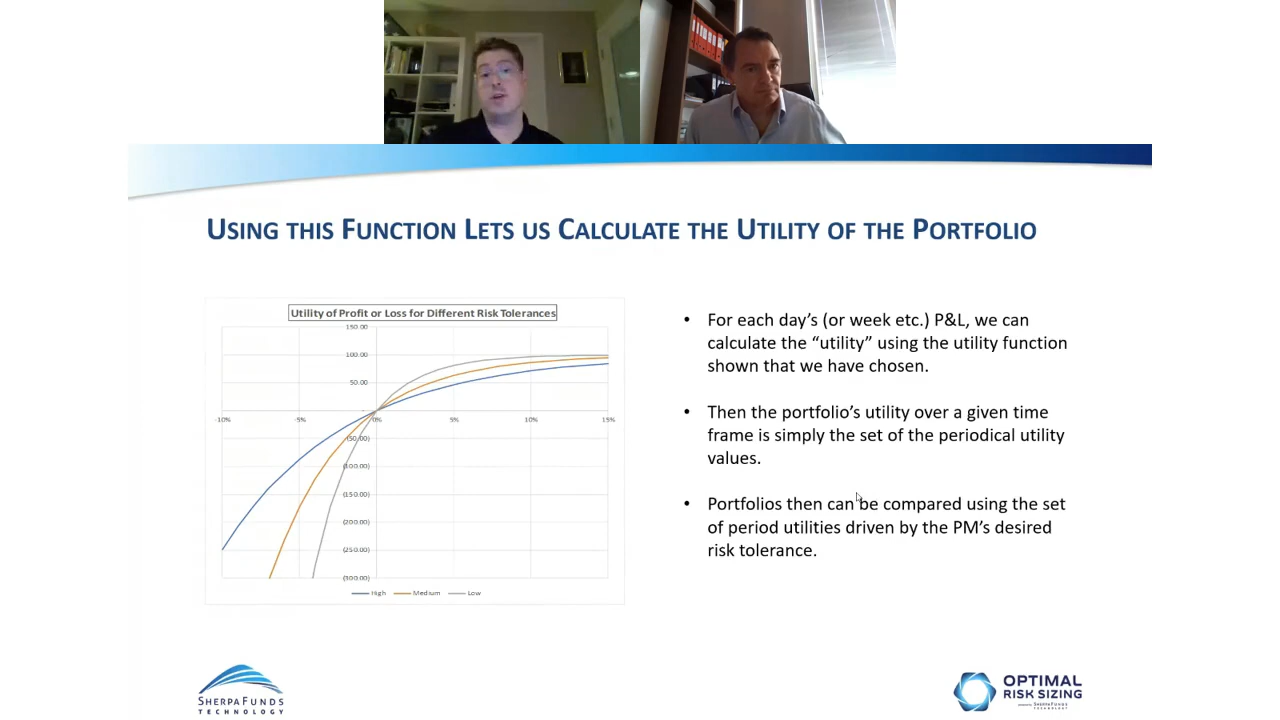 USING THIS FUNCTION LETS US CALCULATE THE UTILITY OF THE PORTFOLIO
Utility of Profit or Loss for Different Risk Tolerances
150.00
100.00
50.00
-10%
-5%
0%
5%
10%
15%
(50.00)
(100.00)
(150.00)
(200.00)
(250.00)
(300.00)
High
Medium
Low
• For each day's (or week etc.) P&L, we can
calculate the “utility” using the utility function
shown that we have chosen.
• Then the portfolio's utility over a given time
frame is simply the set of the periodical utility
values.
• Portfolios then can be compared using the set
of period utilities driven by the PM's desired
risk tolerance.
SHERPAFUNDS
TECHNOLOGY
OPTIMAL
RISK SIZING
SHERPAFUNDS